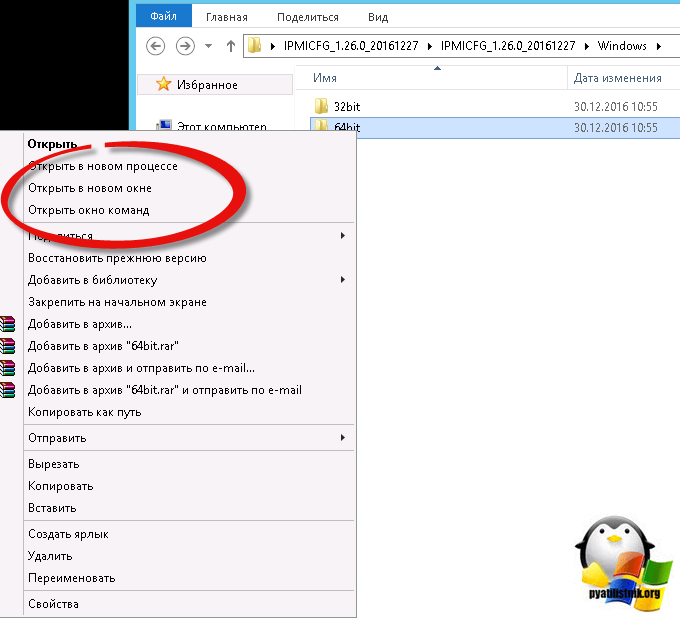 Файл Главная Поделиться Вид
IPMICFG_1.26.0_20161227 IPMICFG_1.26.0_20161227 Windows
Избранное
Этот компьютер
Имя Дата изменения
32bit 30.12.2016 10:55
64bit 30.12.2016 10:55
Открыть
Открыть в новом процессе
Открыть в новом окне
Открыть окно команд
Поделиться
Восстановить прежнюю версию
Добавить в библиотеку
Закрепить на начальном экране
Добавить в архив...
Добавить в архив "64bit.rar"
Добавить в архив и отправить по e-mail...
Добавить в архив "64bit.rar" и отправить по e-mail
Копировать как путь
Отправить
Вырезать
Копировать
Вставить
Создать ярлык
Удалить
Переименовать
Свойства
pyatilistnik.org